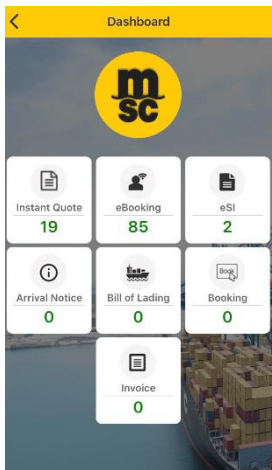 Dashboard
m
SC
Instant Quote
19
eBooking
85
eSI
2
Arrival Notice
0
Bill of Lading
0
Book
Booking
0
Invoice
0